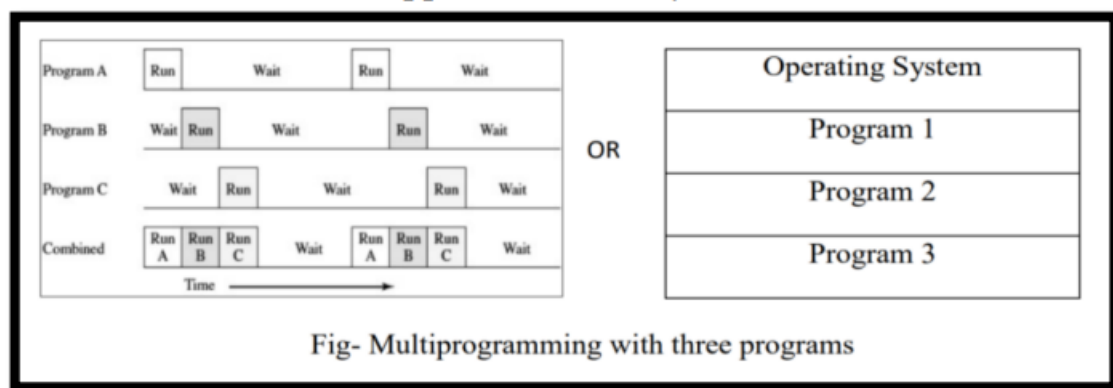 Program A Run Wait Run Wait
Program B Wait Run Wait Run Wait
Program C Wait Run Wait Run Wait
Combined Run A Run B Run C Wait Run A Run B Run C Wait
Time
OR
Operating System
Program 1
Program 2
Program 3
Fig- Multiprogramming with three programs